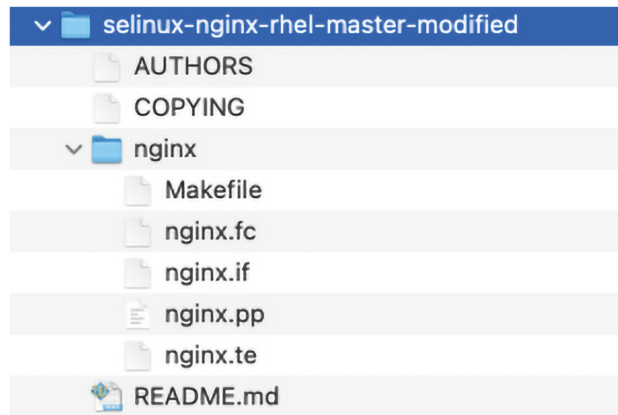 selinux-nginx-rhel-master-modified
AUTHORS
COPYING
nginx
Makefile
nginx.fc
nginx.if
nginx.pp
nginx.te
README.md